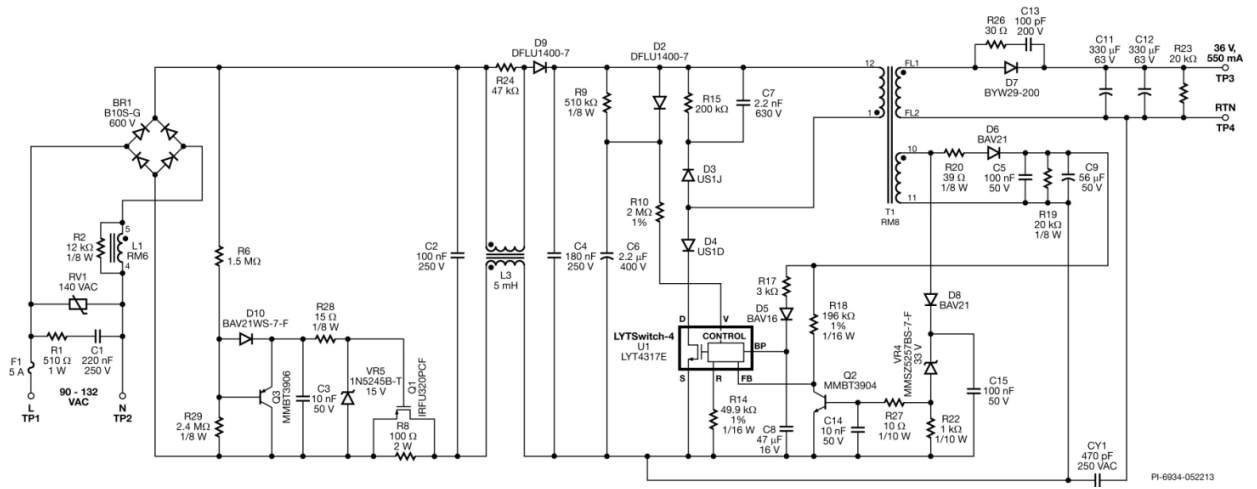 BR1
B10S-G
600 V
R2
12 kΩ
1/8 W
5
L1
RM6
4
RV1
140 VAC
R1
510 Ω
1 W
C1
220 nF
250 V
F1
5 A
90 - 132
VAC
L
TP1
N
TP2
R6
1.5 MΩ
D10
BAV21WS-7-F
R28
15 Ω
1/8 W
R29
2.4 MΩ
1/8 W
Q3
MMBT3906
C3
10 nF
50 V
VR5
1N5245B-T
15 V
Q1
IRFU320PCF
R8
100 Ω
2 W
C2
100 nF
250 V
R24
47 kΩ
D9
DFLU1400-7
L3
5 mH
C4
180 nF
250 V
C6
2.2 µF
400 V
R9
510 kΩ
1/8 W
D2
DFLU1400-7
R15
200 kΩ
C7
2.2 nF
630 V
D3
US1J
R10
2 MΩ
1%
D4
US1D
LYTSwitch-4
U1
LYT4317E
D
V
CONTROL
BP
S
R
FB
R14
49.9 kΩ
1%
1/16 W
R17
3 kΩ
D5
BAV16
R18
196 kΩ
1%
1/16 W
C8
47 µF
16 V
Q2
MMBT3904
C14
10 nF
50 V
R27
10 Ω
1/10 W
R22
1 kΩ
1/10 W
VR4
MMSZ5257BS-7-F
33 V
D8
BAV21
C15
100 nF
50 V
12
1
FL1
FL2
10
11
T1
RM8
R26
30 Ω
C13
100 pF
200 V
D7
BYW29-200
C11
330 µF
63 V
C12
330 µF
63 V
R23
20 kΩ
36 V,
550 mA
TP3
RTN
TP4
R20
39 Ω
1/8 W
D6
BAV21
C5
100 nF
50 V
R19
20 kΩ
1/8 W
C9
56 µF
50 V
CY1
470 pF
250 VAC
PI-6934-052213